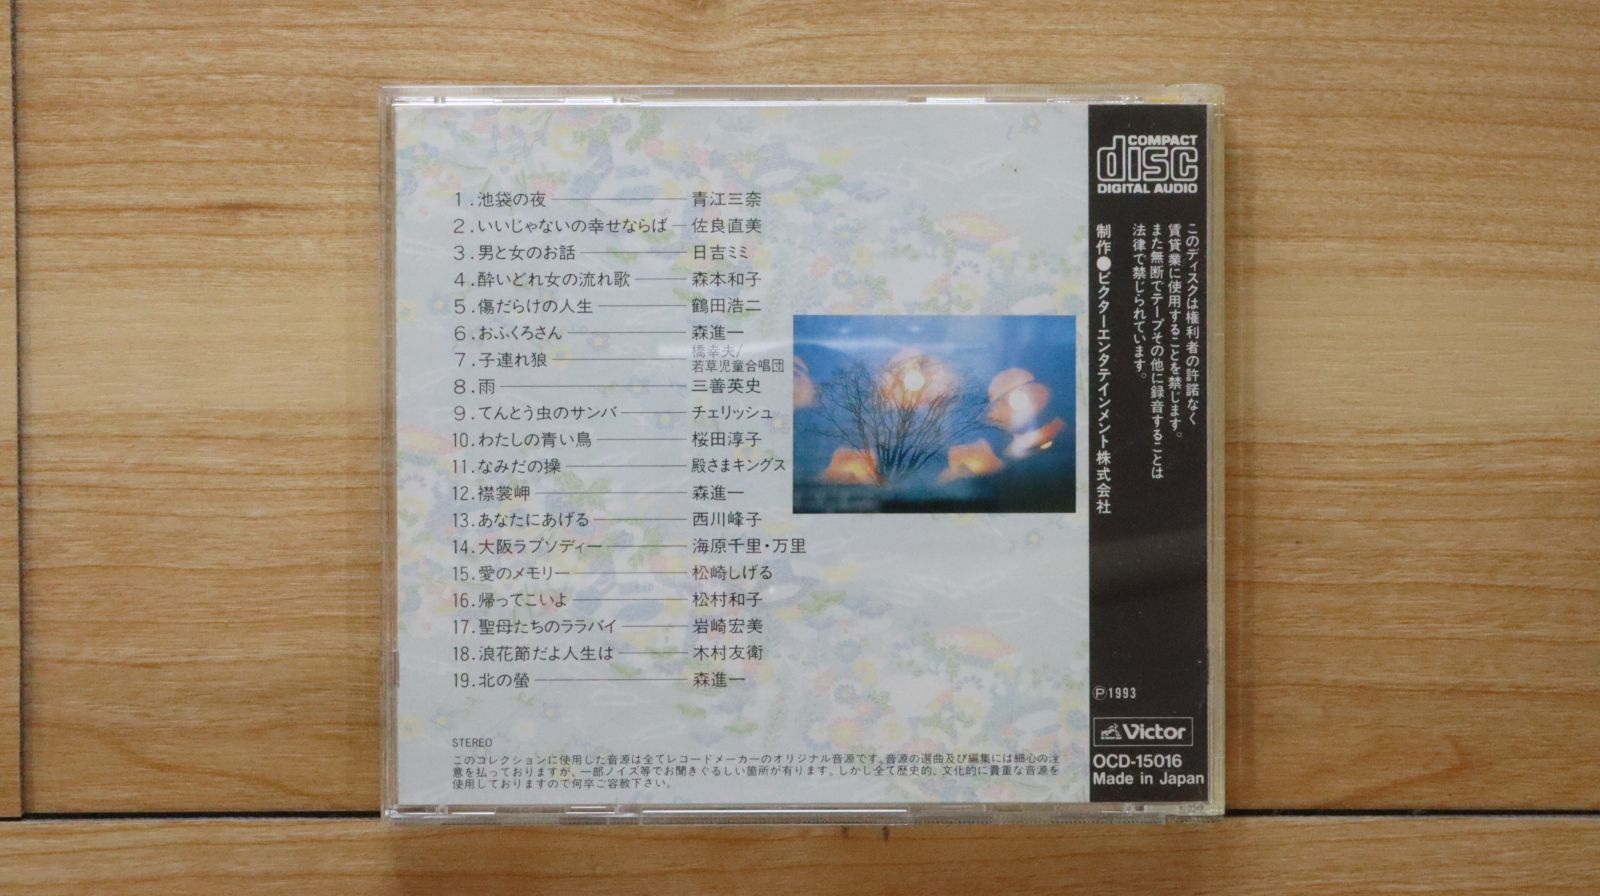 1.池袋の夜 青江三奈
2.いいじゃないの幸せならば 佐良直美
3.男と女のお話 日吉ミミ
4.酔いどれ女の流れ歌 森本和子
5.傷だらけの人生 鶴田浩二
6.おふくろさん 森進一
7.子連れ狼 橋幸夫/
若草児童合唱団
8.雨 三善英史
9.てんとう虫のサンバ チェリッシュ
10.わたしの青い鳥 桜田淳子
11.なみだの操 殿さまキングス
12.襟裳岬 森進一
13.あなたにあげる 西川峰子
14.大阪ラプソディー 海原千里・万里
15.愛のメモリー 松崎しげる
16.帰ってこいよ 松村和子
17.聖母たちのララバイ 岩崎宏美
18.浪花節だよ人生は 木村友衛
19.北の螢 森進一
STEREO
このコレクションに使用した音源は全てレコードメーカーのオリジナル音源です。音源の選曲及び編集には細心の注
意を払っておりますが、一部ノイズ等でお聞きぐるしい箇所が有ります。しかし全て歴史的、文化的に貴重な音源を
使用しておりますので何卒ご容赦下さい。
COMPACT
disc
DIGITAL AUDIO
このディスクは権利者の許諾なく
賃貸業に使用することを禁じます。
また無断でテープその他に録音することは
法律で禁じられています。
制作●ビクターエンタテインメント株式会社
℗1993
Victor
OCD-15016
Made in Japan